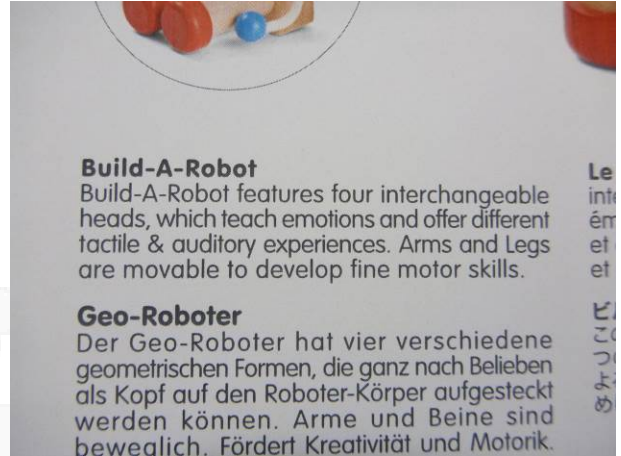 Build-A-Robot
Build-A-Robot features four interchangeable
heads, which teach emotions and offer different
tactile & auditory experiences. Arms and Legs
are movable to develop fine motor skills.
Geo-Roboter
Der Geo-Roboter hat vier verschiedene
geometrischen Formen, die ganz nach Belieben
als Kopf auf den Roboter-Körper aufgesteckt
werden können. Arme und Beine sind
beweglich. Fördert Kreativität und Motorik.
Le
et
et